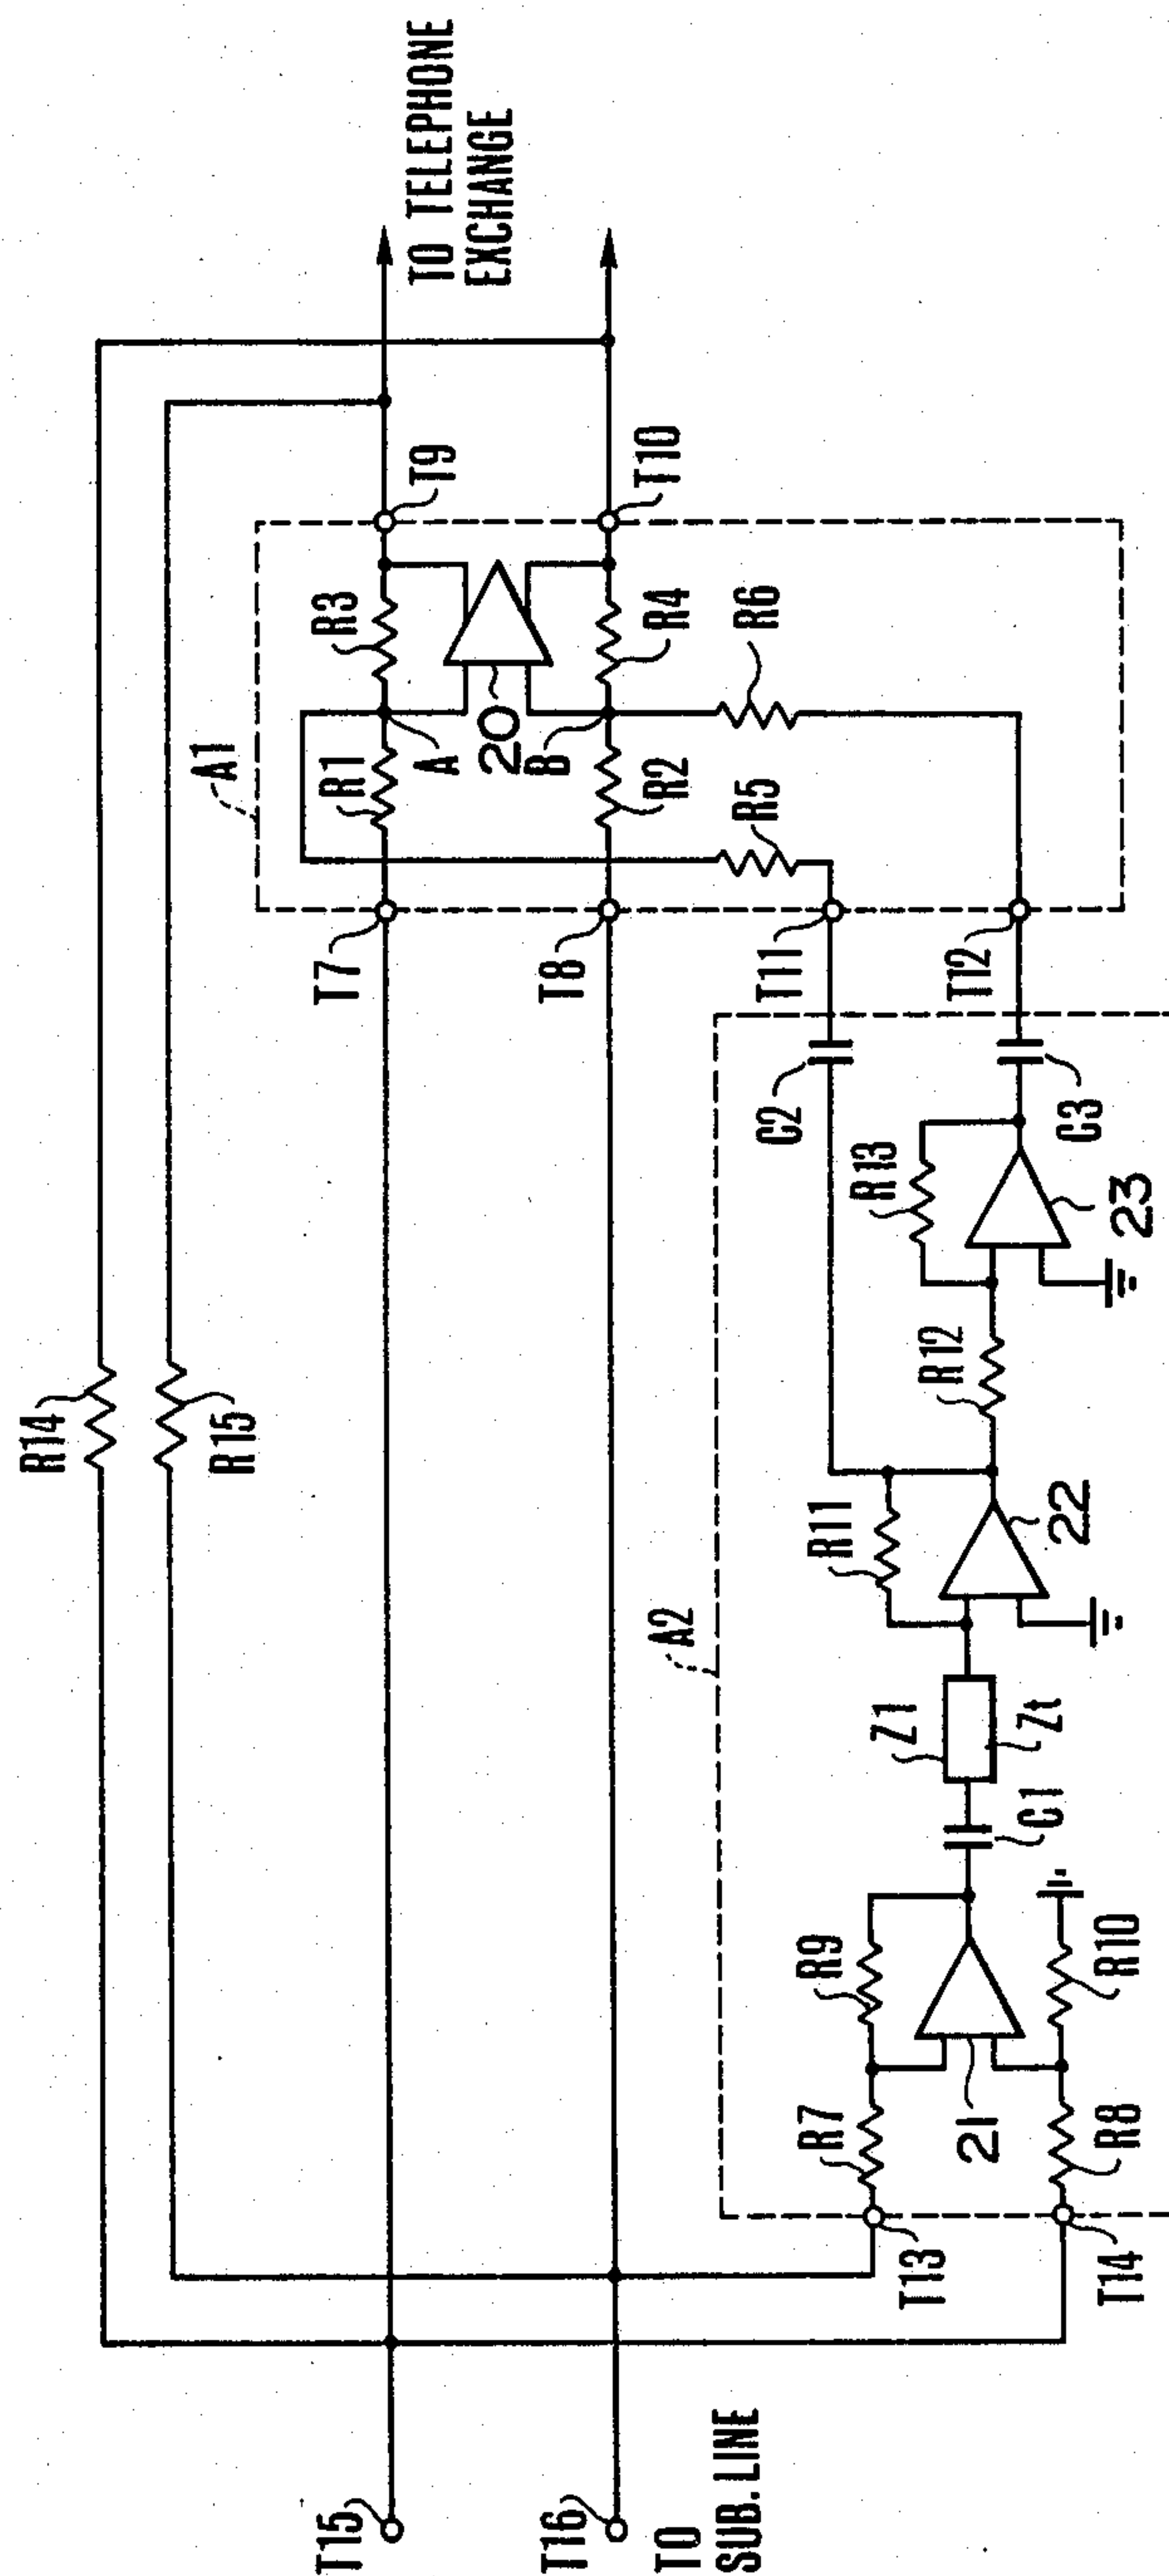 R14
R15
TO TELEPHONE
EXCHANGE
A1
T9
R3
R1
A
20
T7
T10
R4
B
R2
R6
R5
T8
T11
T12
C2
C3
R13
23
R12
A2
R11
22
Z1
Zt
C1
R9
R10
R7
21
R8
T13
T14
T15
T16
TO
SUB. LINE